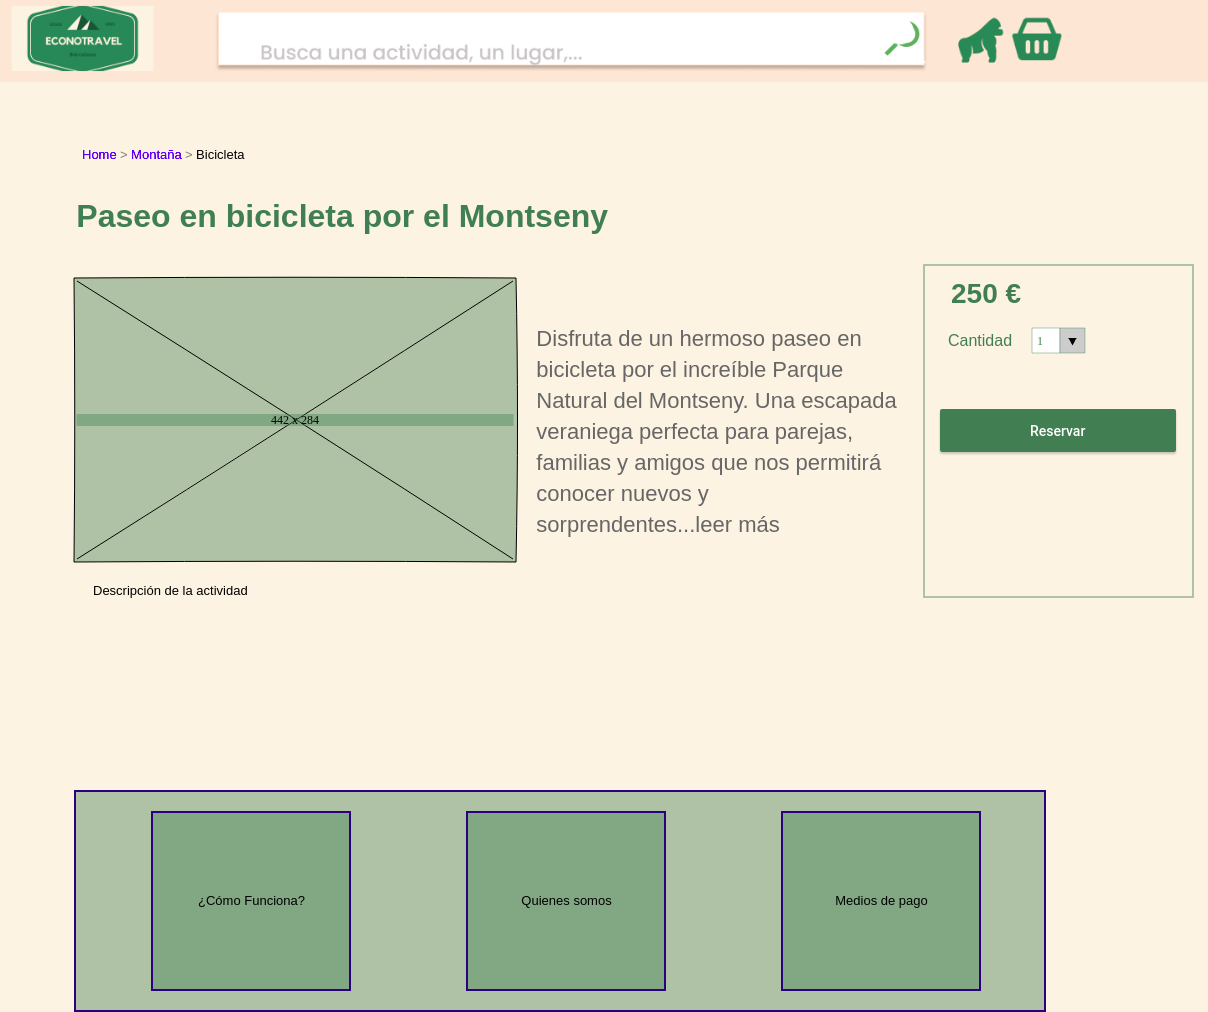 ECONOTRAVEL
Busca una actividad, un lugar,...
Home > Montaña > Bicicleta
Paseo en bicicleta por el Montseny
442 x 284
Disfruta de un hermoso paseo en
bicicleta por el increíble Parque
Natural del Montseny. Una escapada
veraniega perfecta para parejas,
familias y amigos que nos permitirá
conocer nuevos y
sorprendentes...leer más
Descripción de la actividad
250 €
Cantidad 1
Reservar
¿Cómo Funciona?
Quienes somos
Medios de pago